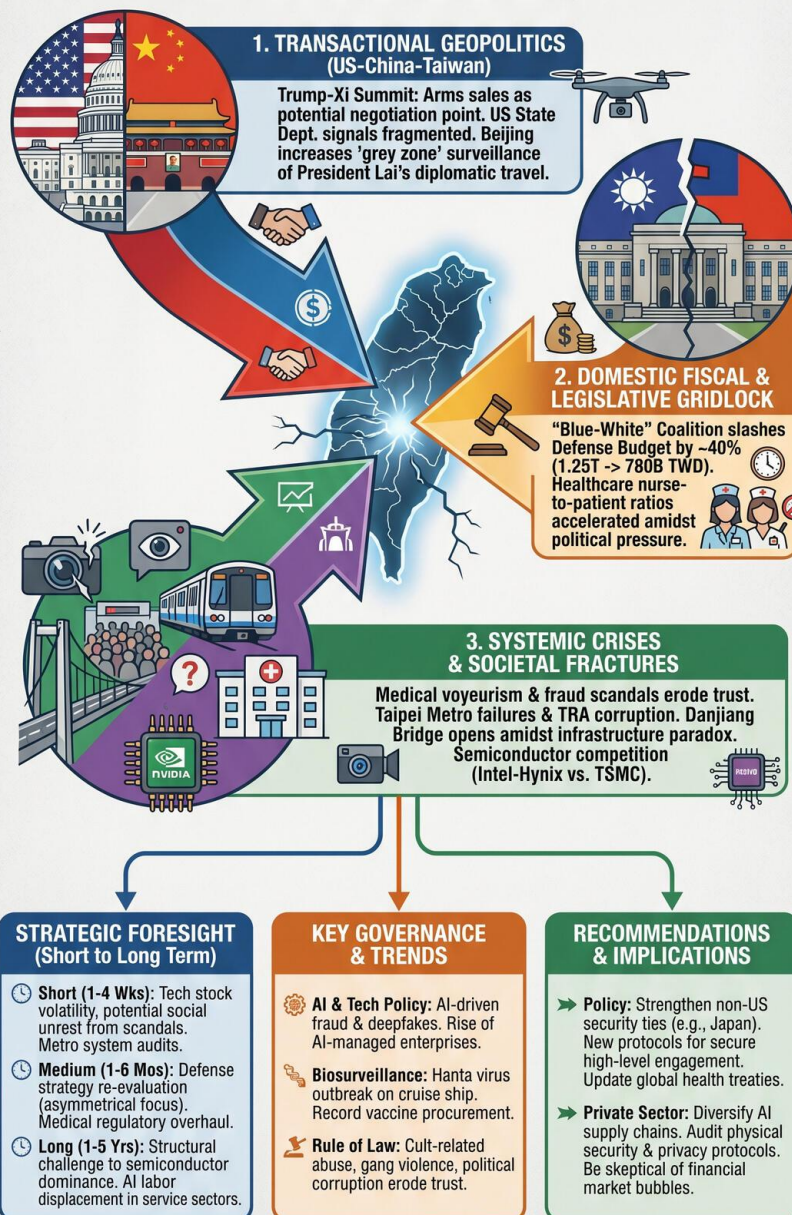 1. TRANSACTIONAL GEOPOLITICS
(US-China-Taiwan)
Trump-Xi Summit: Arms sales as
potential negotiation point. US State
Dept. signals fragmented. Beijing
increases 'grey zone' surveillance
of President Lai's diplomatic travel.
$
$
2. DOMESTIC FISCAL &
LEGISLATIVE GRIDLOCK
“Blue-White” Coalition slashes
Defense Budget by ~40%
(1.25T -> 780B TWD).
Healthcare nurse-
to-patient ratios
accelerated amidst
political pressure.
?
nVIDIA
3. SYSTEMIC CRISES
& SOCIETAL FRACTURES
Medical voyeurism & fraud scandals erode trust.
Taipei Metro failures & TRA corruption. Danjiang
Bridge opens amidst infrastructure paradox.
Semiconductor competition
(Intel-Hynix vs. TSMC).
STRATEGIC FORESIGHT
(Short to Long Term)
Short (1-4 Wks): Tech stock
volatility, potential social
unrest from scandals.
Metro system audits.
Medium (1-6 Mos): Defense
strategy re-evaluation
(asymmetrical focus).
Medical regulatory overhaul.
Long (1-5 Yrs): Structural
challenge to semiconductor
dominance. AI labor
displacement in service sectors.
KEY GOVERNANCE
& TRENDS
AI & Tech Policy: AI-driven
fraud & deepfakes. Rise of
AI-managed enterprises.
Biosurveillance: Hanta virus
outbreak on cruise ship.
Record vaccine procurement.
Rule of Law: Cult-related
abuse, gang violence, political
corruption erode trust.
RECOMMENDATIONS
& IMPLICATIONS
Policy: Strengthen non-US
security ties (e.g., Japan).
New protocols for secure
high-level engagement.
Update global health treaties.
Private Sector: Diversify AI
supply chains. Audit physical
security & privacy protocols.
Be skeptical of financial
market bubbles.